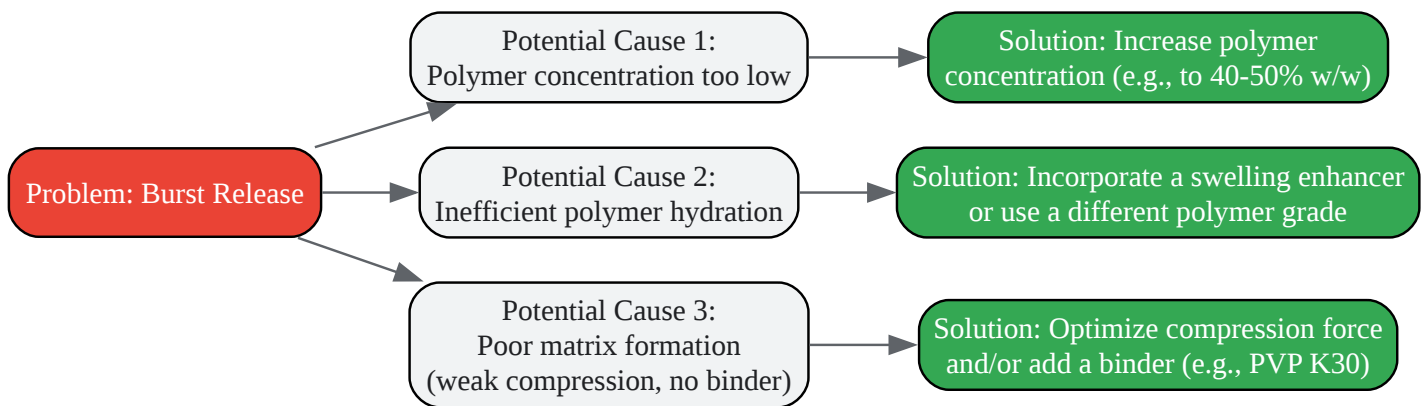 Problem: Burst Release
Potential Cause 1:
Polymer concentration too low
Solution: Increase polymer
concentration (e.g., to 40-50% w/w)
Potential Cause 2:
Inefficient polymer hydration
Solution: Incorporate a swelling enhancer
or use a different polymer grade
Potential Cause 3:
Poor matrix formation
(weak compression, no binder)
Solution: Optimize compression force
and/or add a binder (e.g., PVP K30)